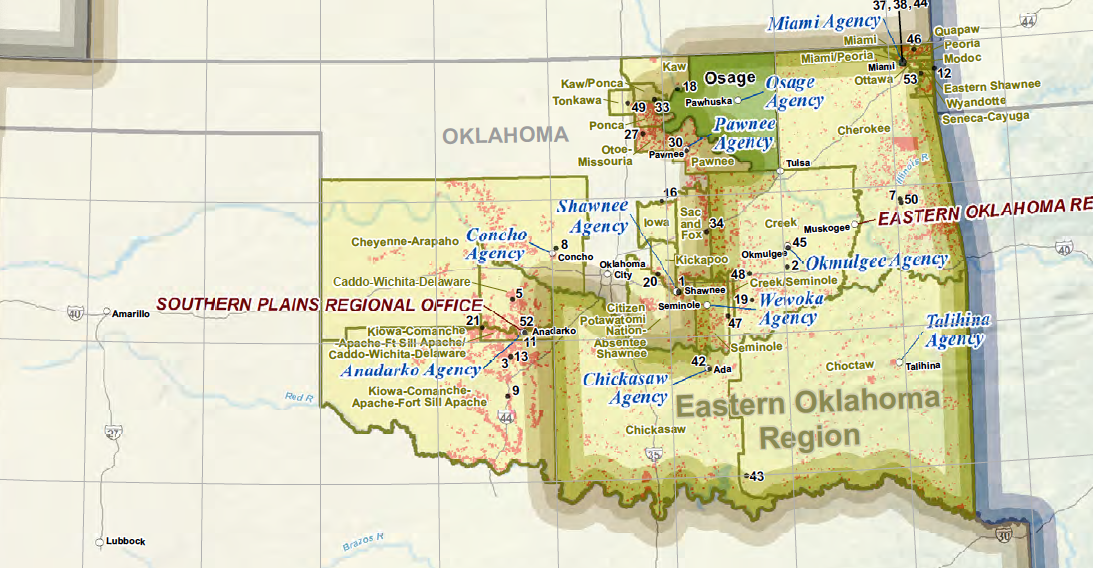 37, 38, 44
Miami Agency
44
Quapaw
Miami
46
Peoria
Miami/Peoria
Modoc
Miami
12
Ottawa
53
Eastern Shawnee
Wyandotte
Seneca-Cayuga
Kaw
Osage
Kaw/Ponca
18
Osage
Agency
Tonkawa
49
33
Pawhuska
Ponca
27
Pawnee
Agency
OKLAHOMA
30
Cherokee
Otoe-
Missouria
Pawnee
Pawnee
Tulsa
Illinois R
16
7
50
Shawnee
Agency
Iowa
Sac
and
Fox
34
Creek
Muskogee
EASTERN OKLAHOMA RE
Concho
Agency
Cheyenne-Arapaho
8
Concho
45
Okmulgee
40
Kickapoo
2
Okmulgee Agency
Oklahoma
City
48
Creek Seminole
Caddo-Wichita-Delaware
20
1
Shawnee
5
SOUTHERN PLAINS REGIONAL OFFICE
Seminole
19
Wewoka
Agency
40
Amarillo
21
52
Citizen
Potawatomi
Nation-
Absentee
Shawnee
47
Talihina
Agency
Anadarko
Kiowa-Comanche
Apache-Ft Sill Apache/
Caddo-Wichita-Delaware
11
Seminole
3
13
42
Ada
Anadarko Agency
Choctaw
Talihina
Chickasaw
Agency
Kiowa-Comanche-
Apache-Fort Sill Apache
9
Red R
Eastern Oklahoma
Region
44
27
Chickasaw
35
43
Lubbock
Brazos R
30